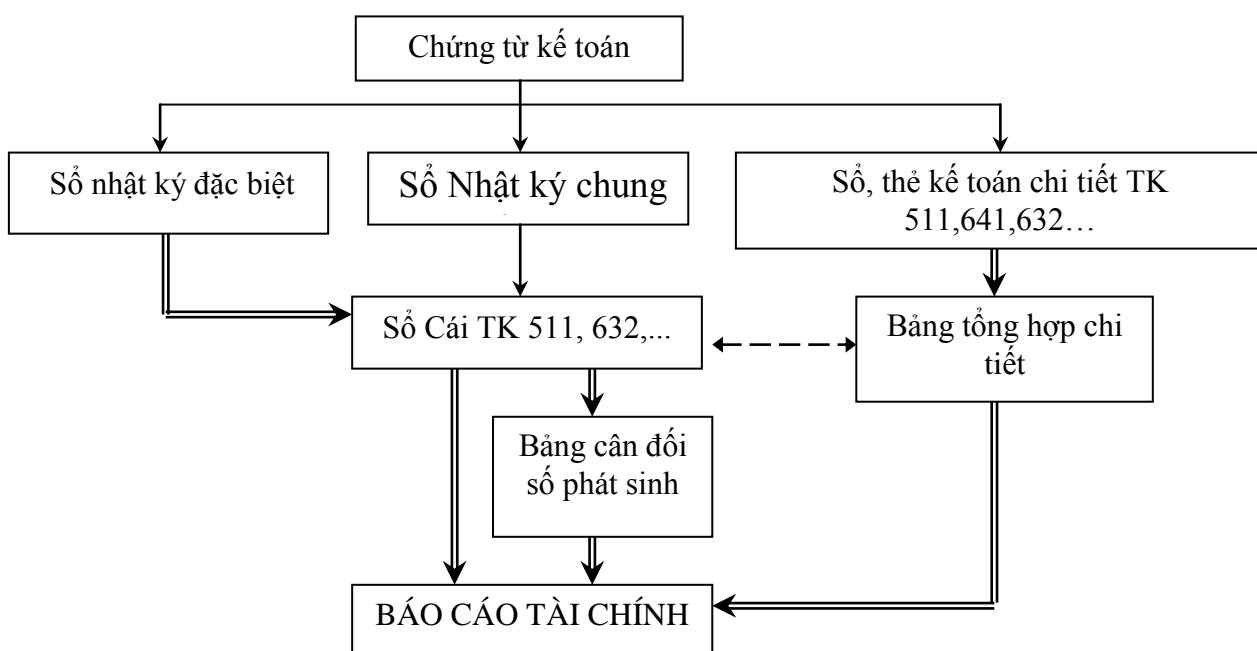 Chứng từ kế toán
Sổ nhật ký đặc biệt
Sổ Nhật ký chung
Sổ, thẻ kế toán chi tiết TK
511,641,632…
Sổ Cái TK 511, 632,...
Bảng tổng hợp chi
tiết
Bảng cân đối
số phát sinh
BÁO CÁO TÀI CHÍNH